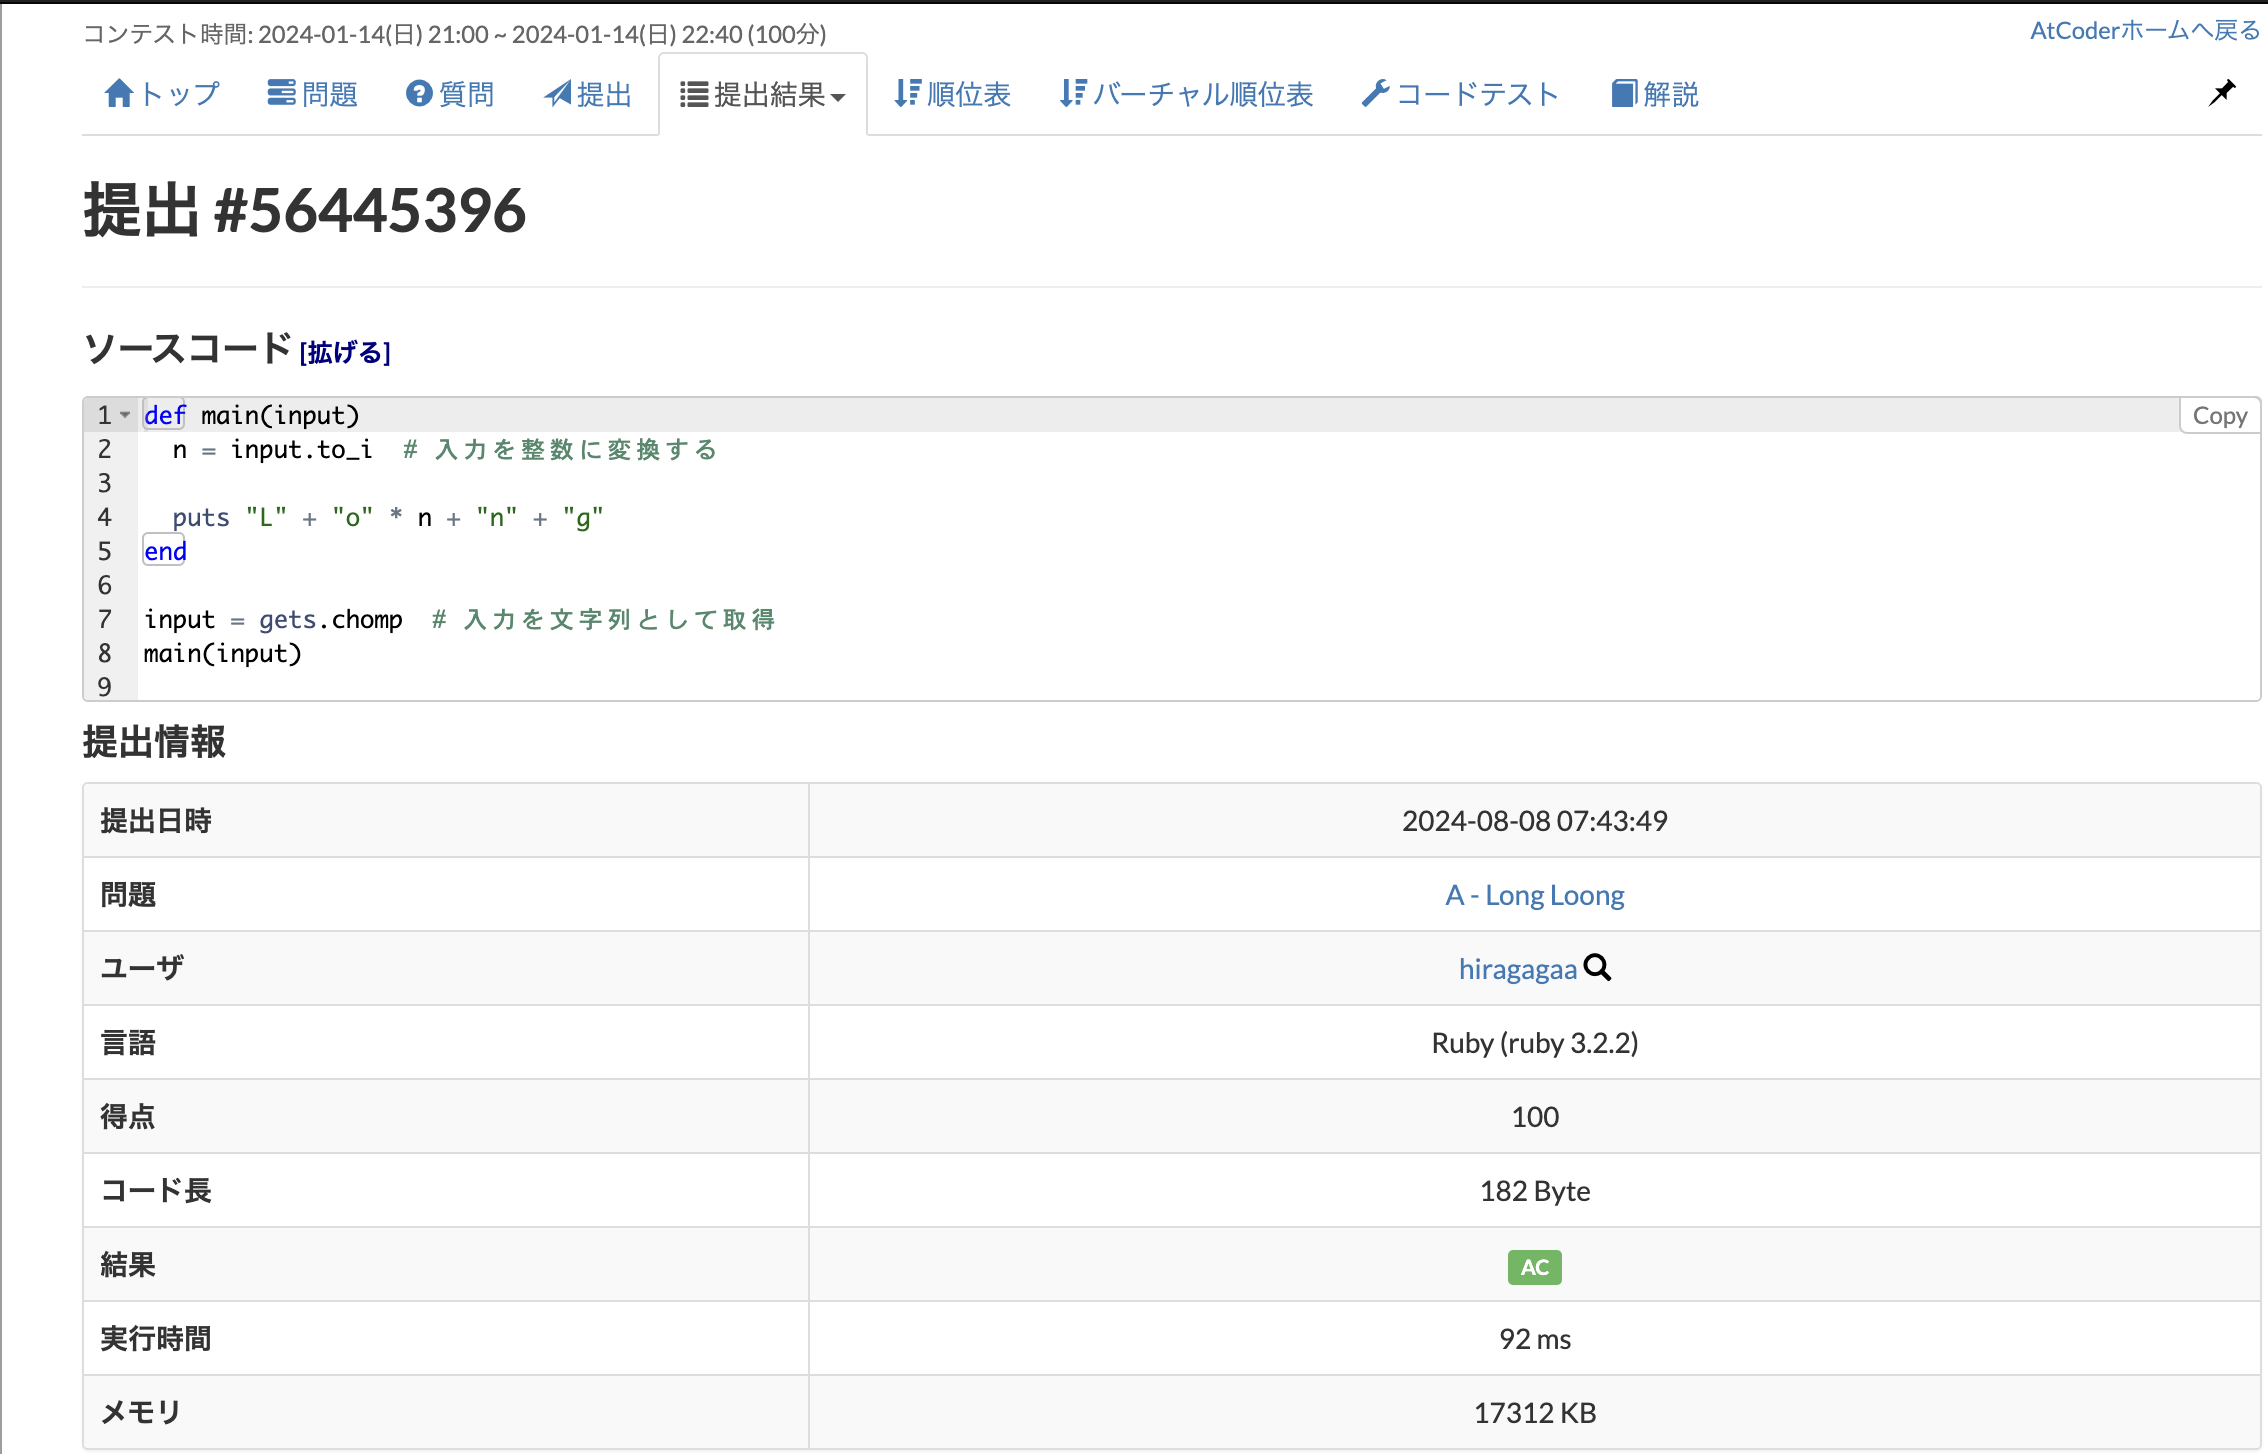 コンテスト時間: 2024-01-14(日) 21:00 ~ 2024-01-14(日) 22:40 (100分)
AtCoderホームへ戻る
トップ 問題 質問 提出 提出結果 順位表 バーチャル順位表 コードテスト 解説
提出 #56445396
ソースコード [拡げる]
Copy
1 def main(input)
2   n = input.to_i  # 入力を整数に変換する
3
4   puts "L" + "o" * n + "n" + "g"
5 end
6
7 input = gets.chomp  # 入力を文字列として取得
8 main(input)
9
提出情報
提出日時 2024-08-08 07:43:49
問題 A - Long Loong
ユーザ hiragagaa
言語 Ruby (ruby 3.2.2)
得点 100
コード長 182 Byte
結果 AC
実行時間 92 ms
メモリ 17312 KB